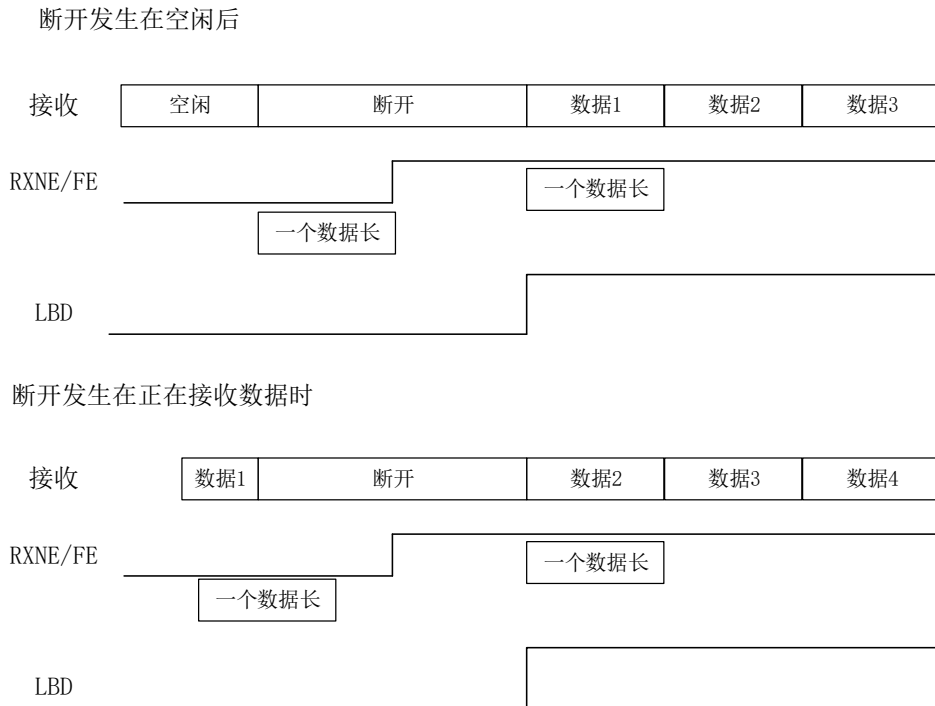 断开发生在空闲后
接收 空闲 断开 数据1 数据2 数据3
RXNE/FE 一个数据长
一个数据长
LBD
断开发生在正在接收数据时
接收 数据1 断开 数据2 数据3 数据4
RXNE/FE 一个数据长
一个数据长
LBD